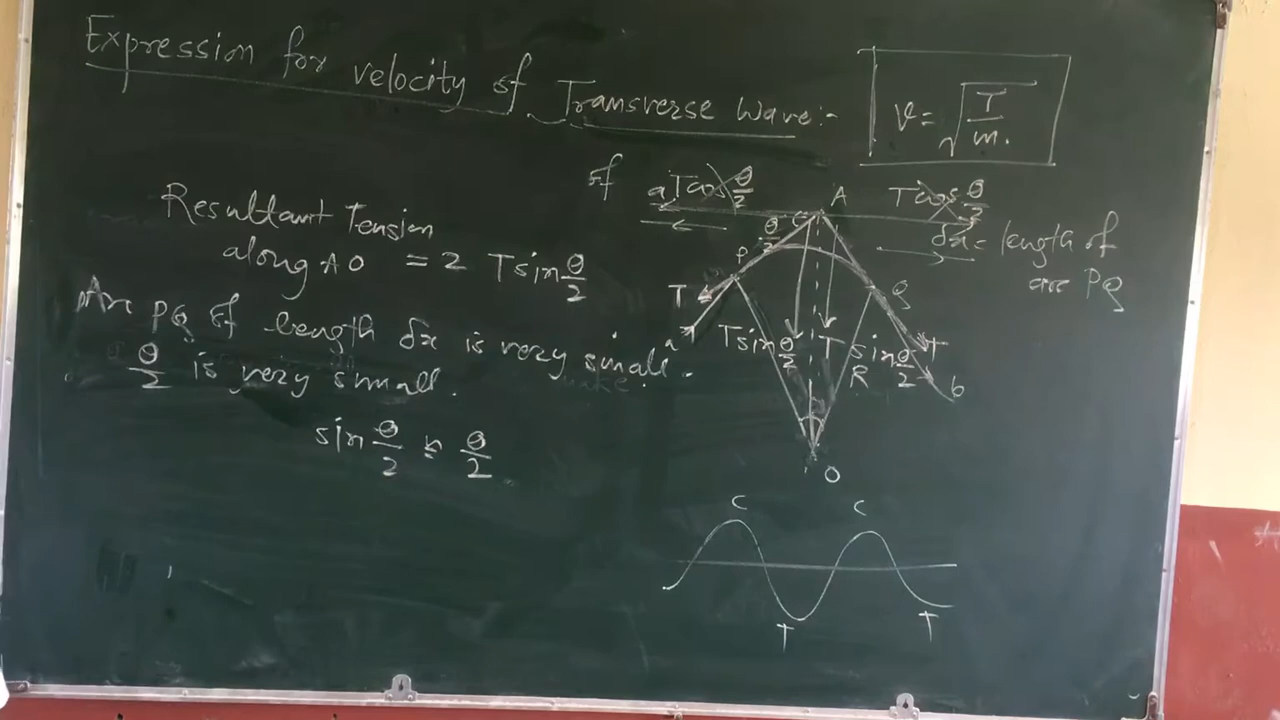 Expression for velocity of Transverse Wave:-
v = √(T/m.)
Resultant Tension
along AO = 2 T sin θ/2
Arc PQ of length δx is very small.
θ/2 is very small.
sin θ/2 ≈ θ/2
of
a T cos θ/2
A
T cos θ/2
δx = length of
arc PQ
θ/2
P
Q
T
T
T sin θ/2
T sin θ/2
R
b
O
C
C
T
T